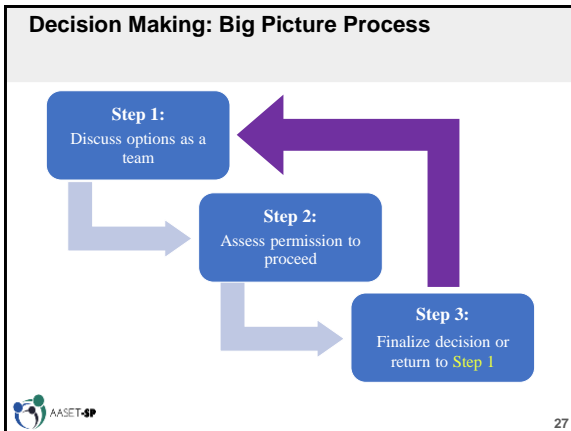 Decision Making: Big Picture Process
Step 1:
Discuss options as a
team
Step 2:
Assess permission to
proceed
Step 3:
Finalize decision or
return to Step 1
AASET-SP
27